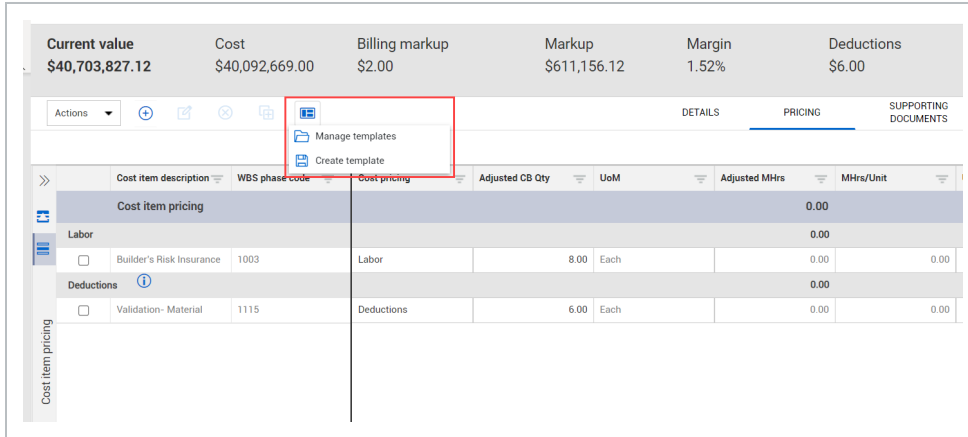 Current value Cost Billing markup Markup Margin Deductions
$40,703,827.12 $40,092,669.00 $2.00 $611,156.12 1.52% $6.00
Actions DETAILS PRICING SUPPORTING
DOCUMENTS
Manage templates
Create template
Cost item description WBS phase code Cost pricing Adjusted CB Qty UoM Adjusted MHrs MHrs/Unit
Cost item pricing 0.00
Labor 0.00
Builder's Risk Insurance 1003 Labor 8.00 Each 0.00 0.00
Deductions 0.00
Validation- Material 1115 Deductions 6.00 Each 0.00 0.00
Cost item pricing